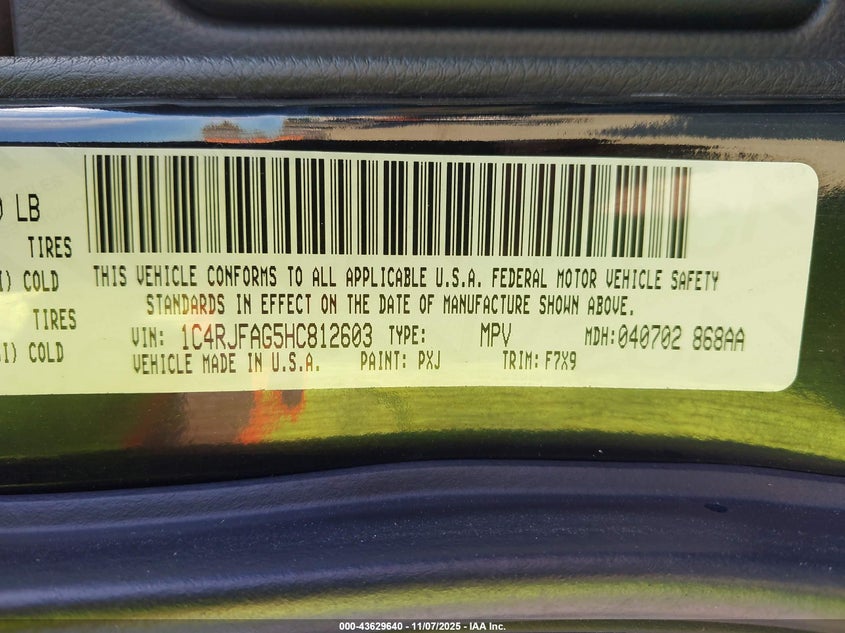 LB
TIRES
I) COLD
TIRES
SI) COLD
THIS VEHICLE CONFORMS TO ALL APPLICABLE U.S.A. FEDERAL MOTOR VEHICLE SAFETY
STANDARDS IN EFFECT ON THE DATE OF MANUFACTURE SHOWN ABOVE.
VIN: 1C4RJFAG5HC812603 TYPE: MPV MDH:040702 868AA
VEHICLE MADE IN U.S.A. PAINT: PXJ TRIM: F7X9
000-43629640 - 11/07/2025 - IAA Inc.